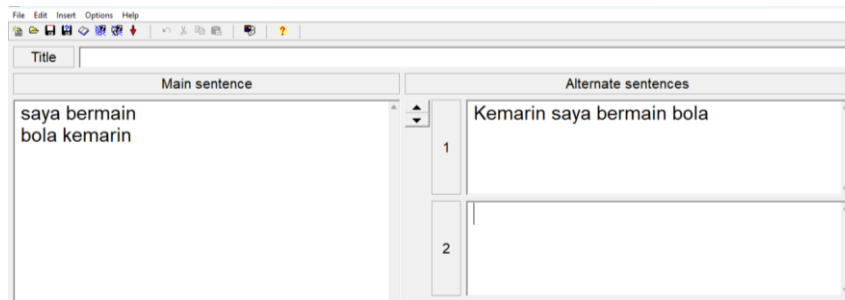 File Edit Insert Options Help
Title
Main sentence
Alternate sentences
saya bermain
bola kemarin
1
Kemarin saya bermain bola
2